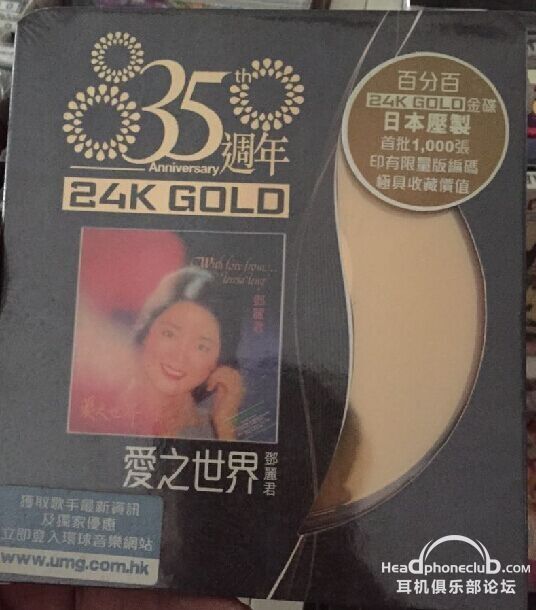 35th
Anniversary 週年
24K GOLD
百分百
24K GOLD金碟
日本壓製
首批1,000張
印有限量版編碼
極具收藏價值
With love from....
鄧麗君
愛之世界
鄧麗君
獲取歌手最新資訊
及獨家優惠
立即登入環球音樂網站
www.umg.com.hk
Headphoneclub.com
耳机俱乐部论坛